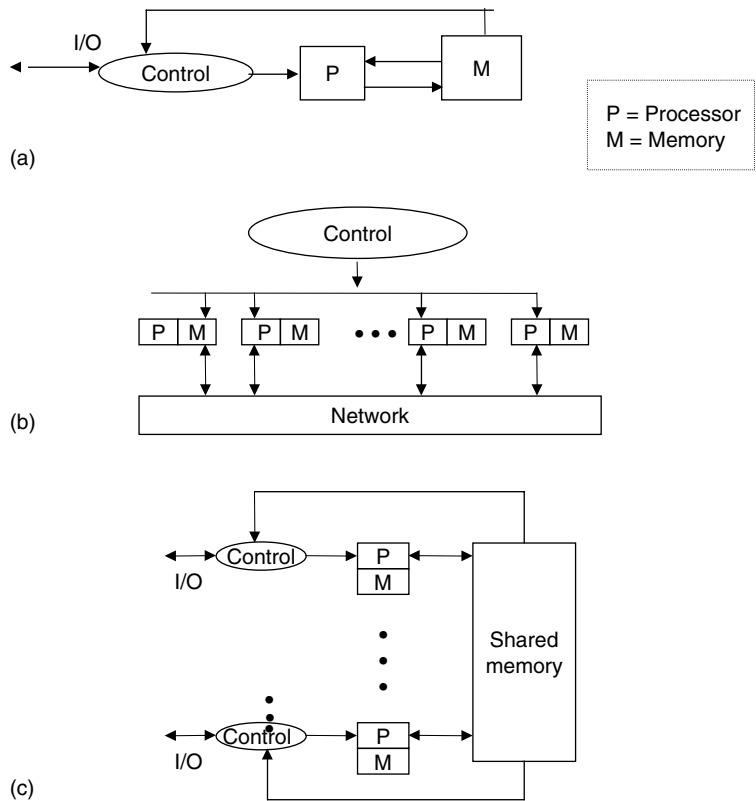 I/O
Control
P
M
P = Processor
M = Memory
(a)
Control
P M P M P M P M
Network
(b)
Control
I/O
P
M
Shared
memory
Control
I/O
P
M
(c)